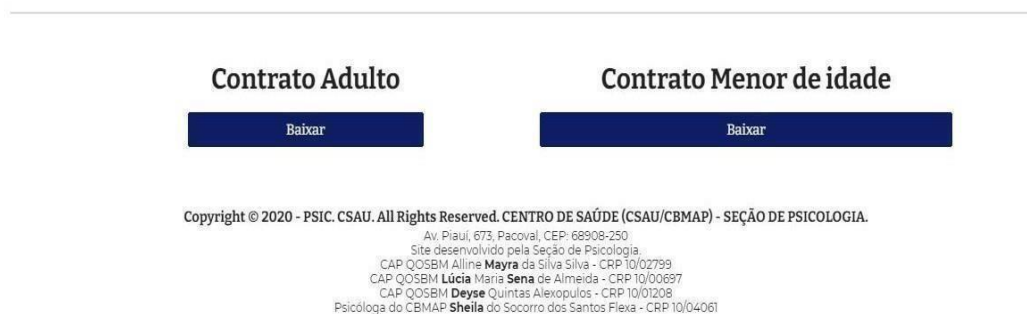 Contrato Adulto
Contrato Menor de idade
Baixar
Baixar
Copyright © 2020 - PSIC. CSAU. All Rights Reserved. CENTRO DE SAÚDE (CSAU/CBMAP) - SEÇÃO DE PSICOLOGIA.
Av. Piauí, 673, Pacoval, CEP: 68908-250
Site desenvolvido pela Seção de Psicologia.
CAP QOSBM Alline Mayra da Silva Silva - CRP 10/02799
CAP QOSBM Lúcia Maria Sena de Almeida - CRP 10/00697
CAP QOSBM Deyse Quintas Alexopulos - CRP 10/01208
Psicóloga do CBMAP Sheila do Socorro dos Santos Flexa - CRP 10/04061